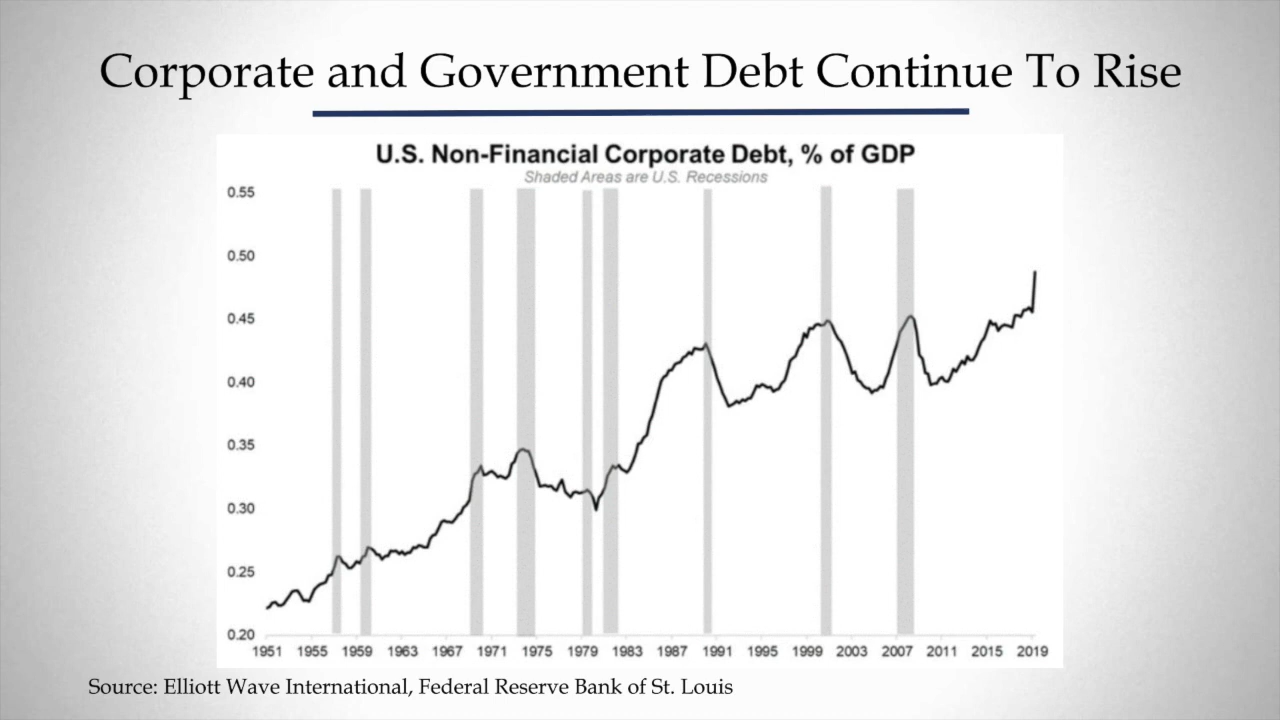 Corporate and Government Debt Continue To Rise
U.S. Non-Financial Corporate Debt, % of GDP
Shaded Areas are U.S. Recessions
0.55
0.50
0.45
0.40
0.35
0.30
0.25
0.20
1951 1955 1959 1963 1967 1971 1975 1979 1983 1987 1991 1995 1999 2003 2007 2011 2015 2019
Source: Elliott Wave International, Federal Reserve Bank of St. Louis